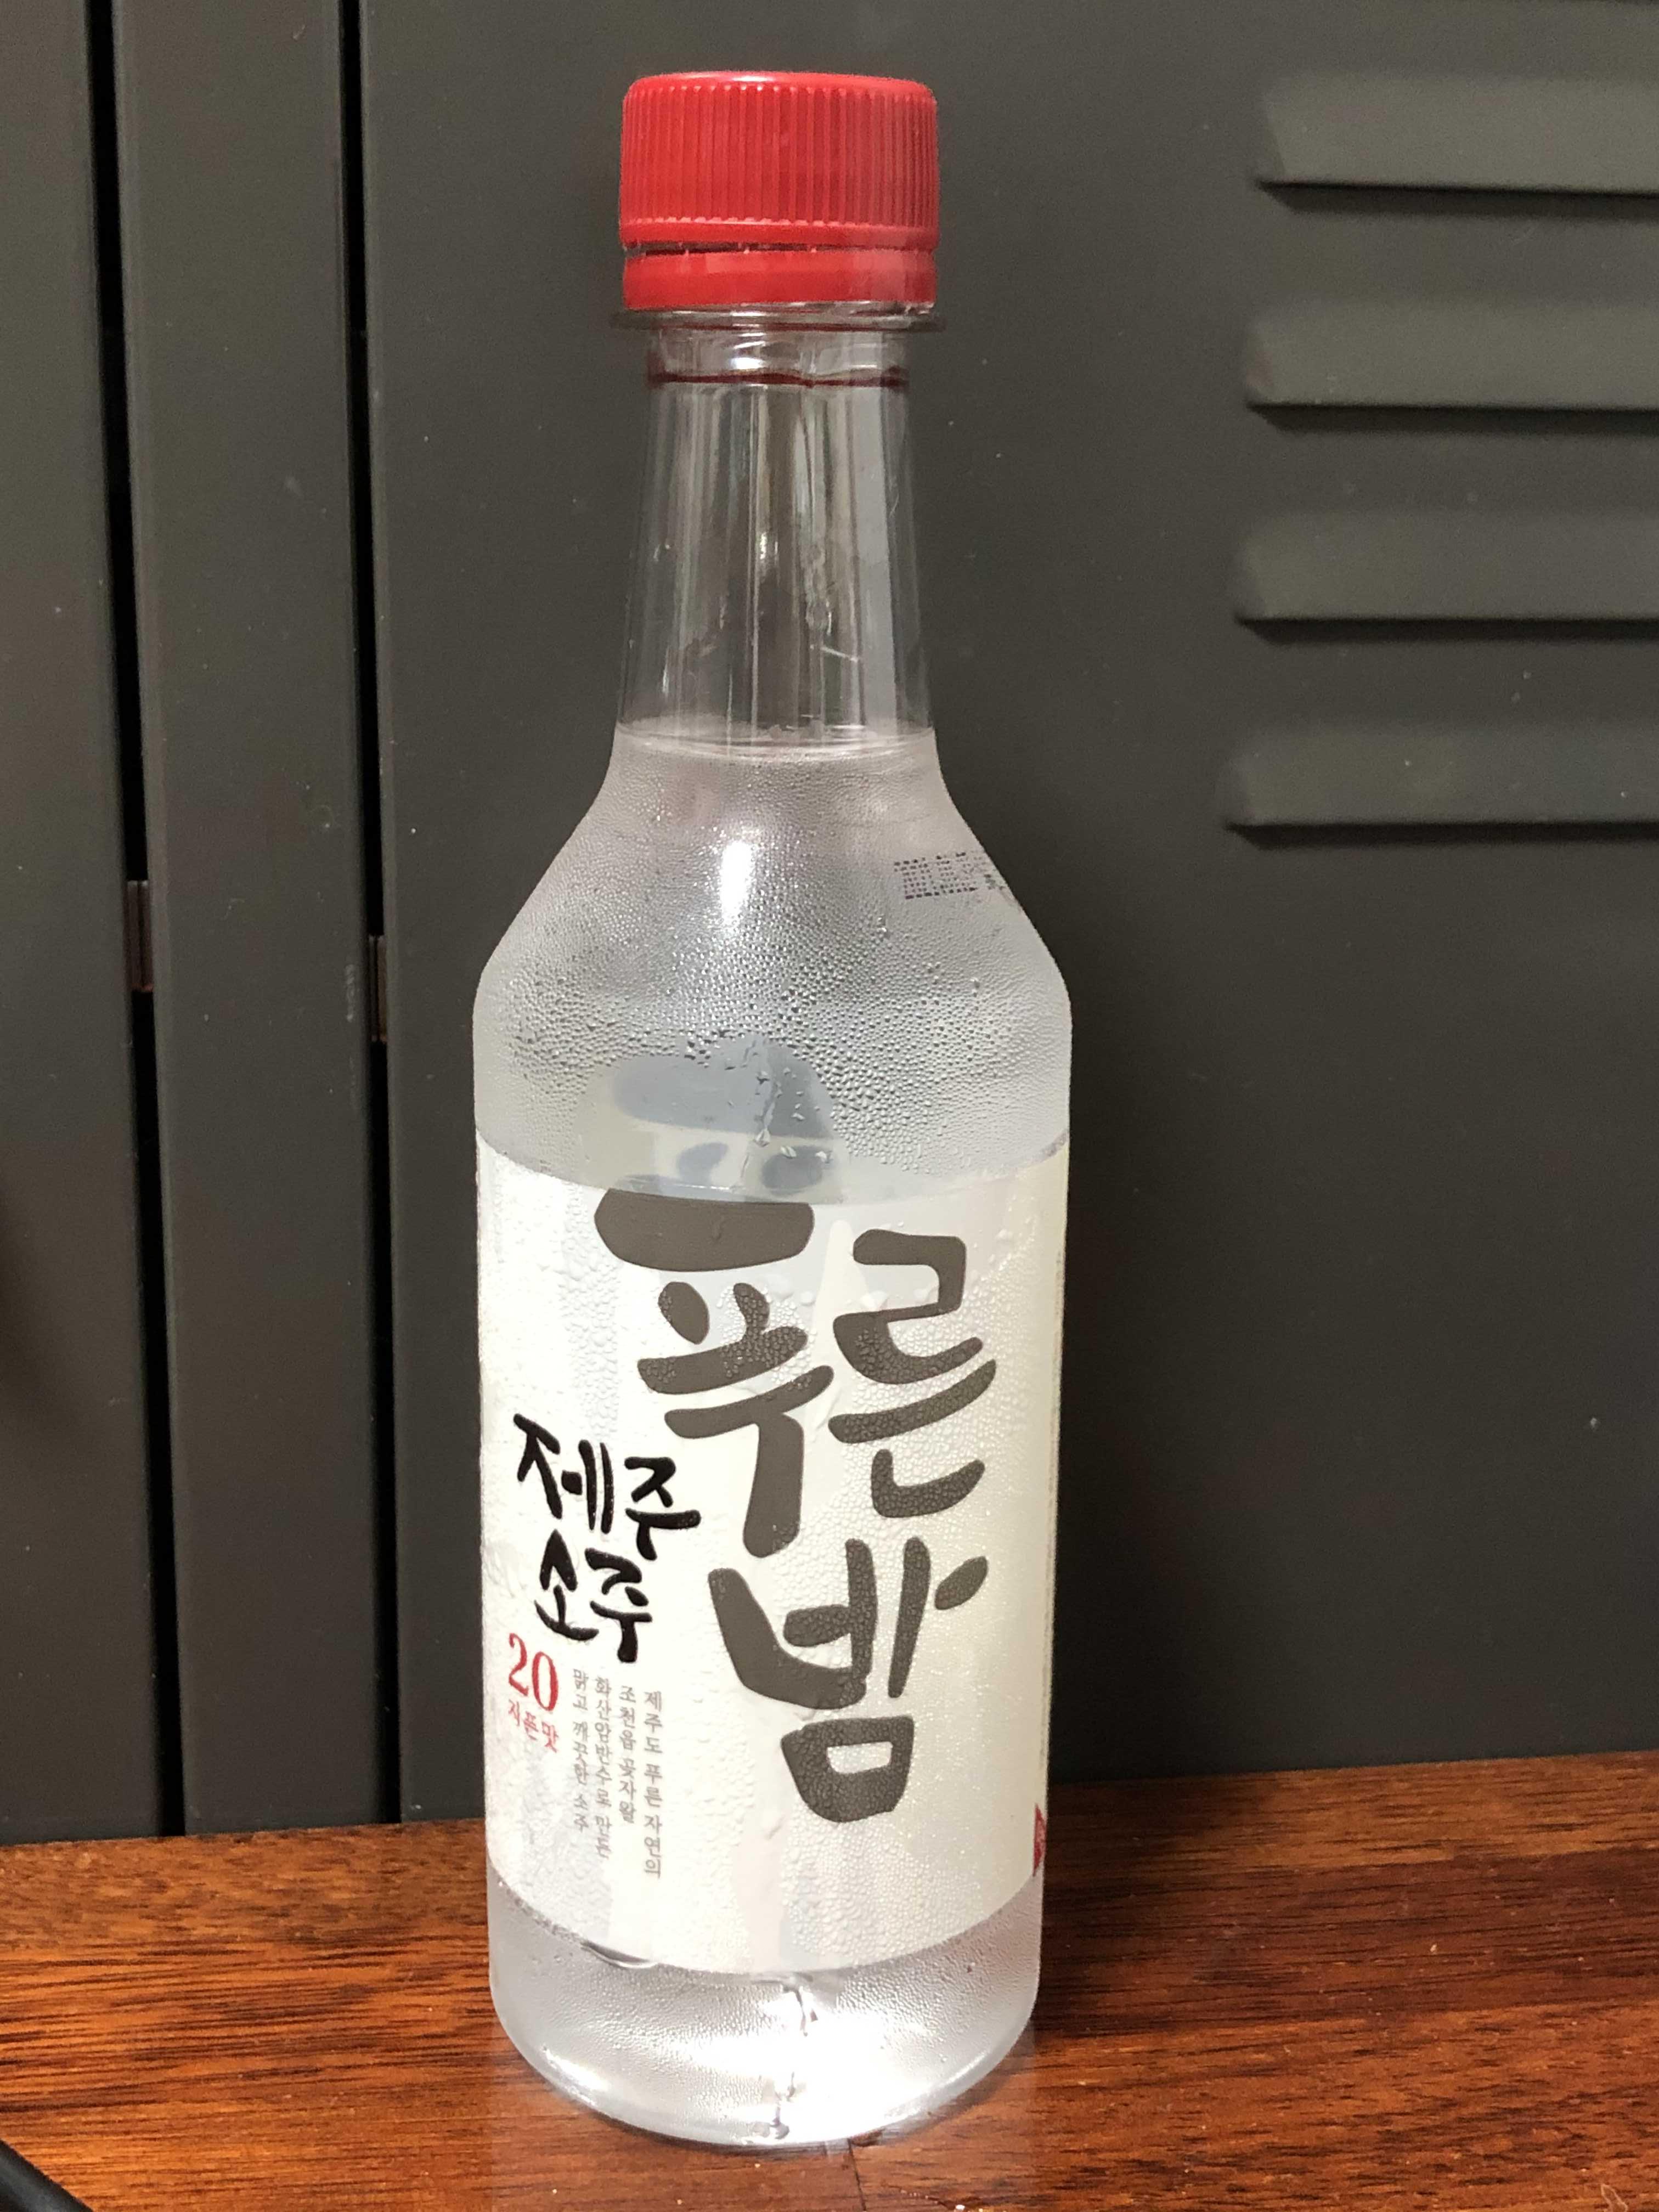 푸른
밤
제주
소주
20
지픈맛
제주도 푸른 자연의
조천읍 곶자왈
화산암반수로 만든
맑고 깨끗한 소주